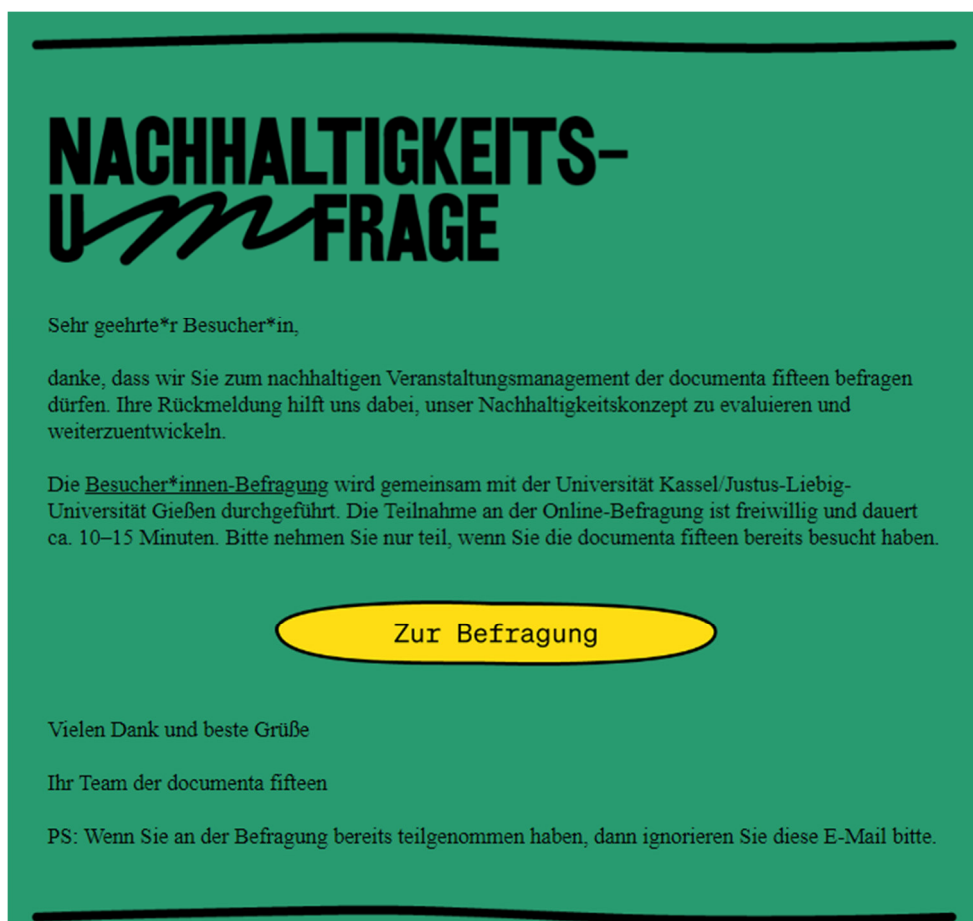 NACHHALTIGKEITS-
UMFRAGE
Sehr geehrte*r Besucher*in,
danke, dass wir Sie zum nachhaltigen Veranstaltungsmanagement der documenta fifteen befragen
dürfen. Ihre Rückmeldung hilft uns dabei, unser Nachhaltigkeitskonzept zu evaluieren und
weiterzuentwickeln.
Die Besucher*innen-Befragung wird gemeinsam mit der Universität Kassel/Justus-Liebig-
Universität Gießen durchgeführt. Die Teilnahme an der Online-Befragung ist freiwillig und dauert
ca. 10–15 Minuten. Bitte nehmen Sie nur teil, wenn Sie die documenta fifteen bereits besucht haben.
Zur Befragung
Vielen Dank und beste Grüße
Ihr Team der documenta fifteen
PS: Wenn Sie an der Befragung bereits teilgenommen haben, dann ignorieren Sie diese E-Mail bitte.